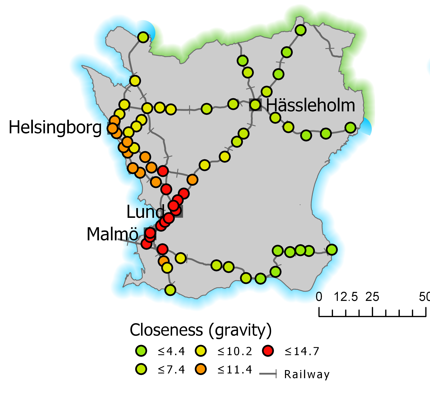 Hässleholm
Helsingborg
Lund
Malmö
0 12.5 25 50
Closeness (gravity)
≤4.4 ≤10.2 ≤14.7
≤7.4 ≤11.4 Railway